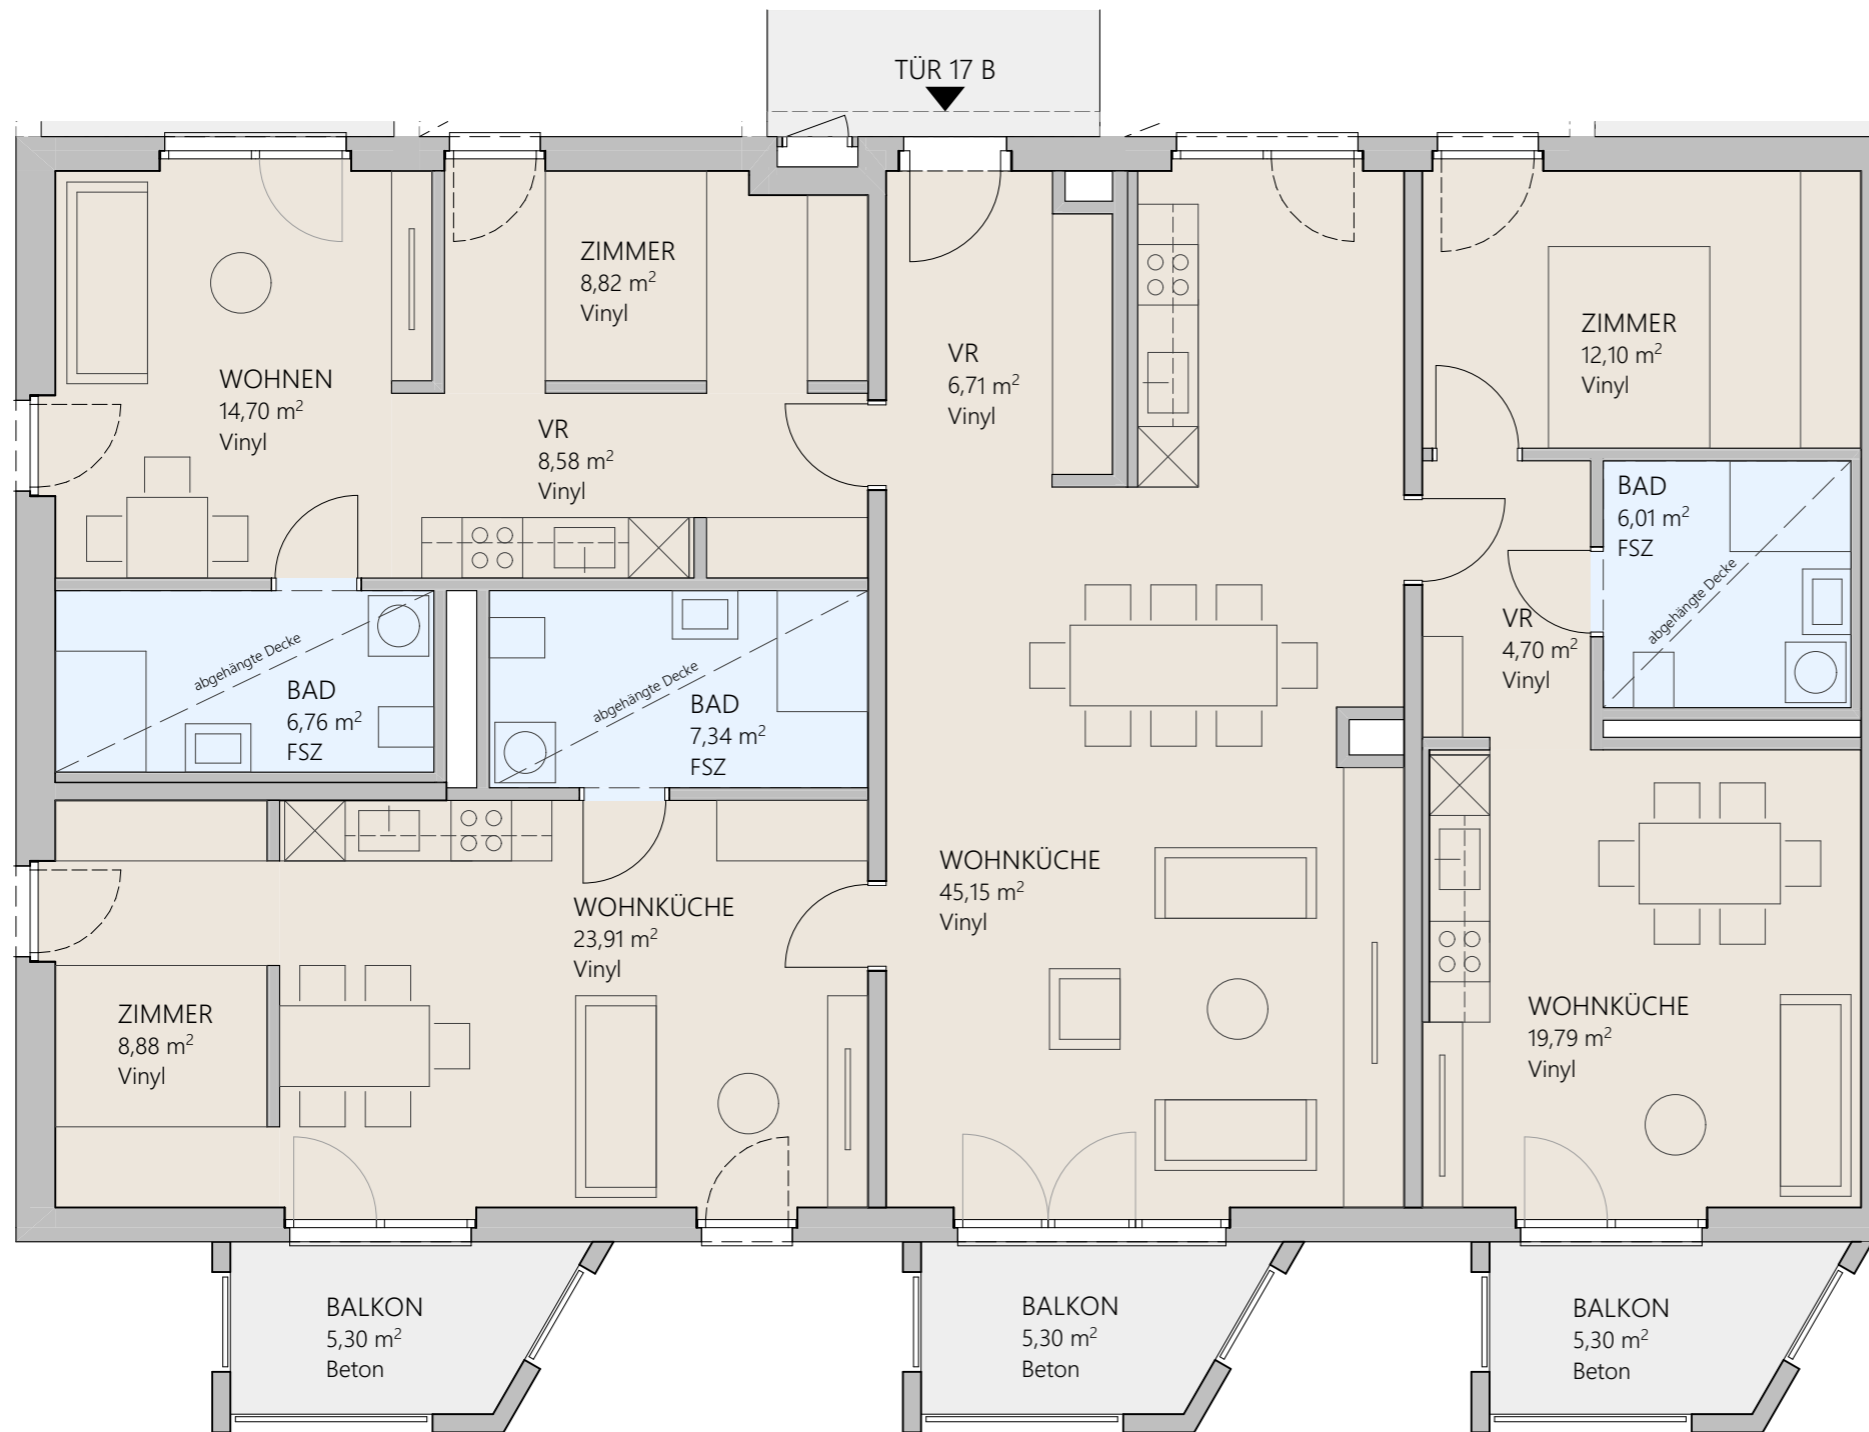 TÜR 17 B
ZIMMER
8,82 m²
Vinyl
WOHNEN
14,70 m²
Vinyl
VR
8,58 m²
Vinyl
VR
6,71 m²
Vinyl
ZIMMER
12,10 m²
Vinyl
BAD
6,01 m²
FSZ
abgehängte Decke
VR
4,70 m²
Vinyl
abgehängte Decke
BAD
6,76 m²
FSZ
abgehängte Decke
BAD
7,34 m²
FSZ
WOHNKÜCHE
45,15 m²
Vinyl
WOHNKÜCHE
23,91 m²
Vinyl
ZIMMER
8,88 m²
Vinyl
WOHNKÜCHE
19,79 m²
Vinyl
BALKON
5,30 m²
Beton
BALKON
5,30 m²
Beton
BALKON
5,30 m²
Beton